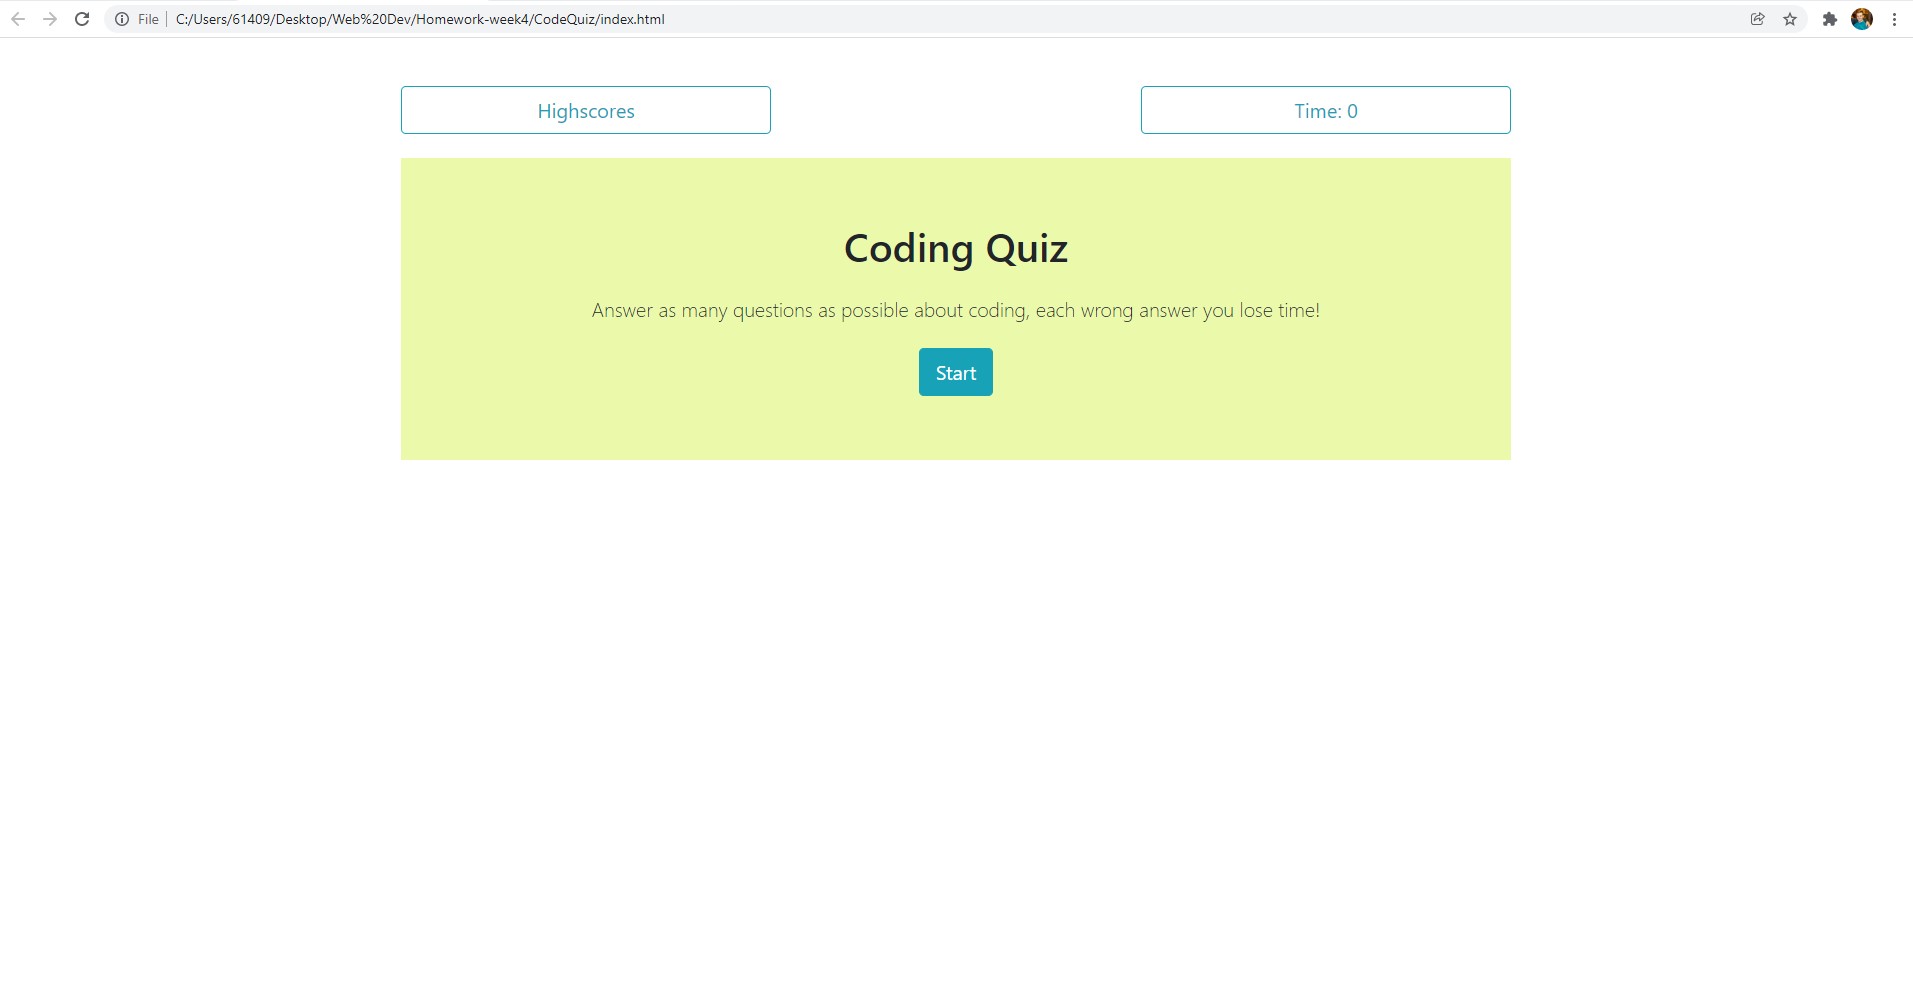 File
C:/Users/61409/Desktop/Web%20Dev/Homework-week4/CodeQuiz/index.html
Highscores
Time: 0
Coding Quiz
Answer as many questions as possible about coding, each wrong answer you lose time!
Start